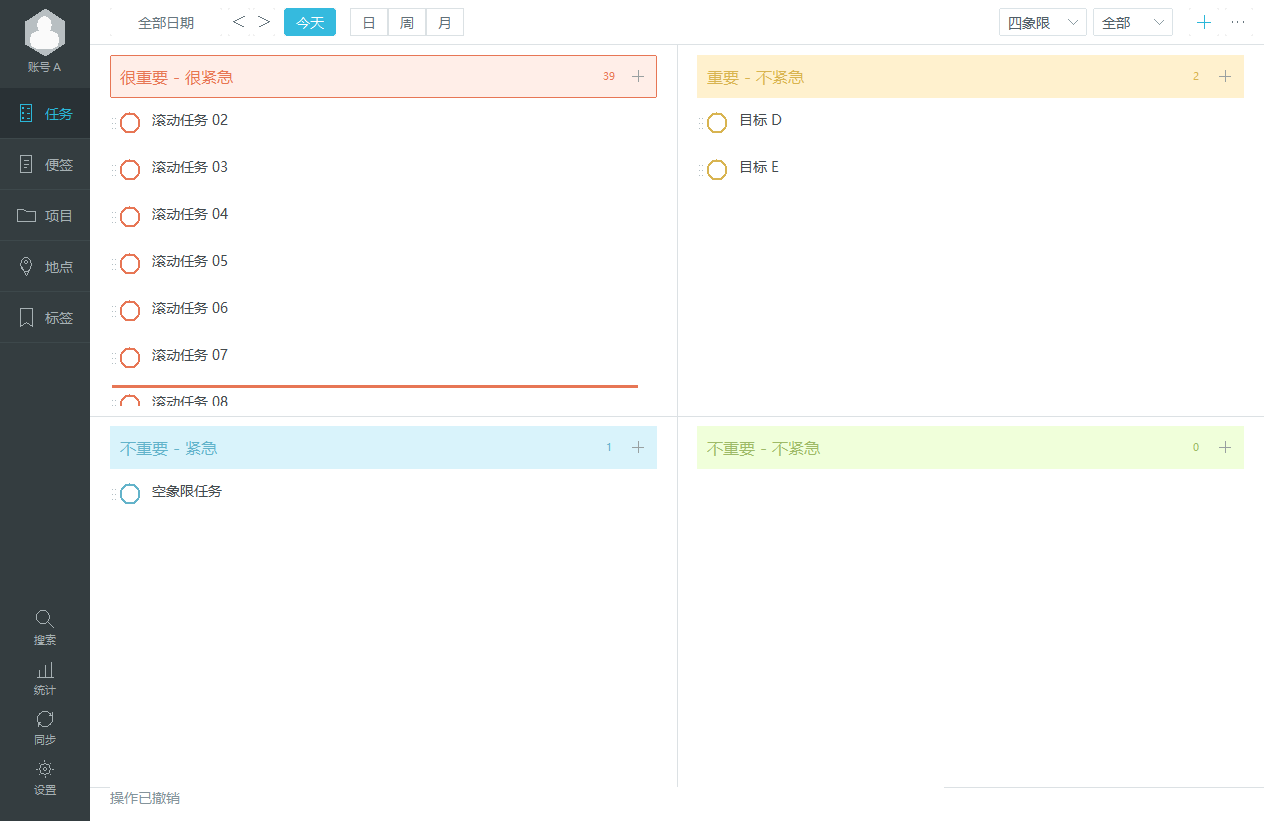 账号 A
任务
便签
项目
地点
标签
搜索
统计
同步
设置
全部日期 < > 今天 日 周 月 四象限 全部
很重要 - 很紧急 39
滚动任务 02
滚动任务 03
滚动任务 04
滚动任务 05
滚动任务 06
滚动任务 07
滚动任务 08
重要 - 不紧急 2
目标 D
目标 E
不重要 - 紧急 1
空象限任务
不重要 - 不紧急 0
操作已撤销